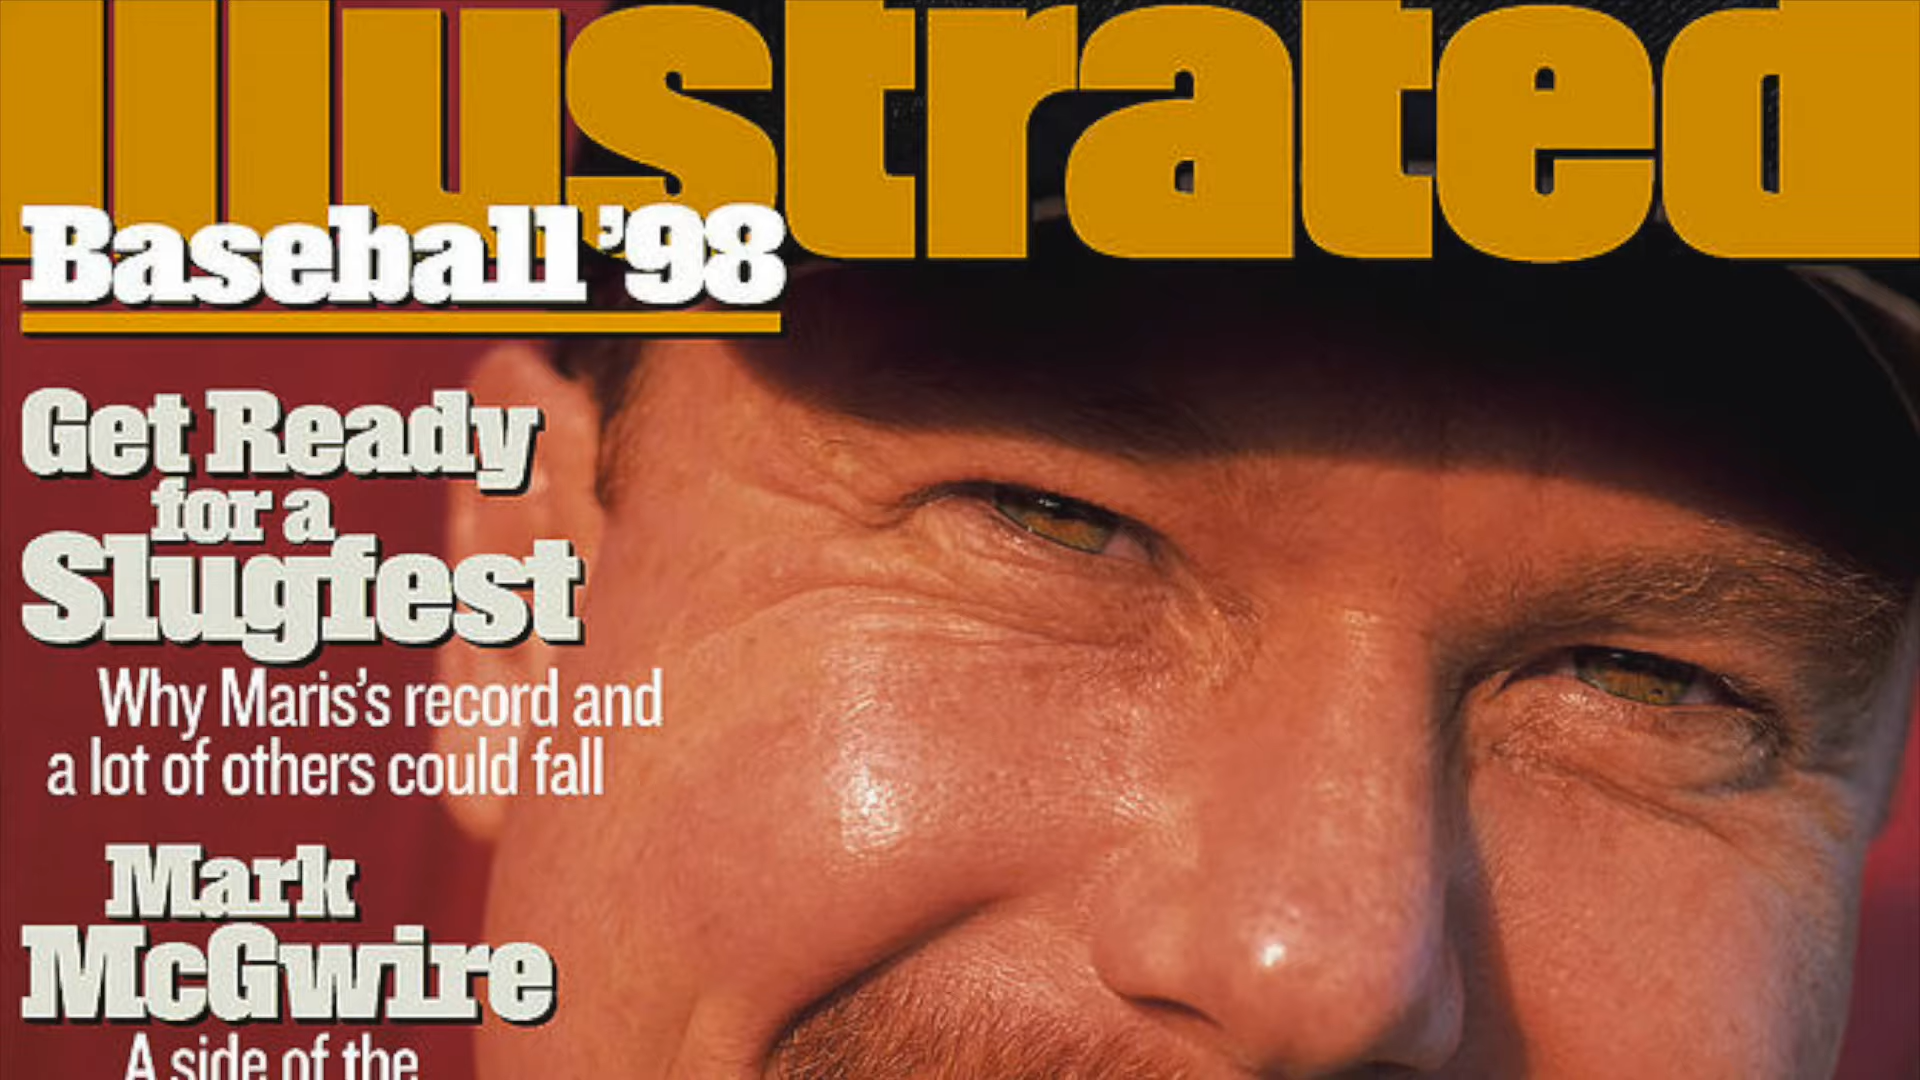 Illustrated
Baseball '98
Get Ready
for a
Slugfest
Why Maris's record and
a lot of others could fall
Mark
McGwire
A side of the